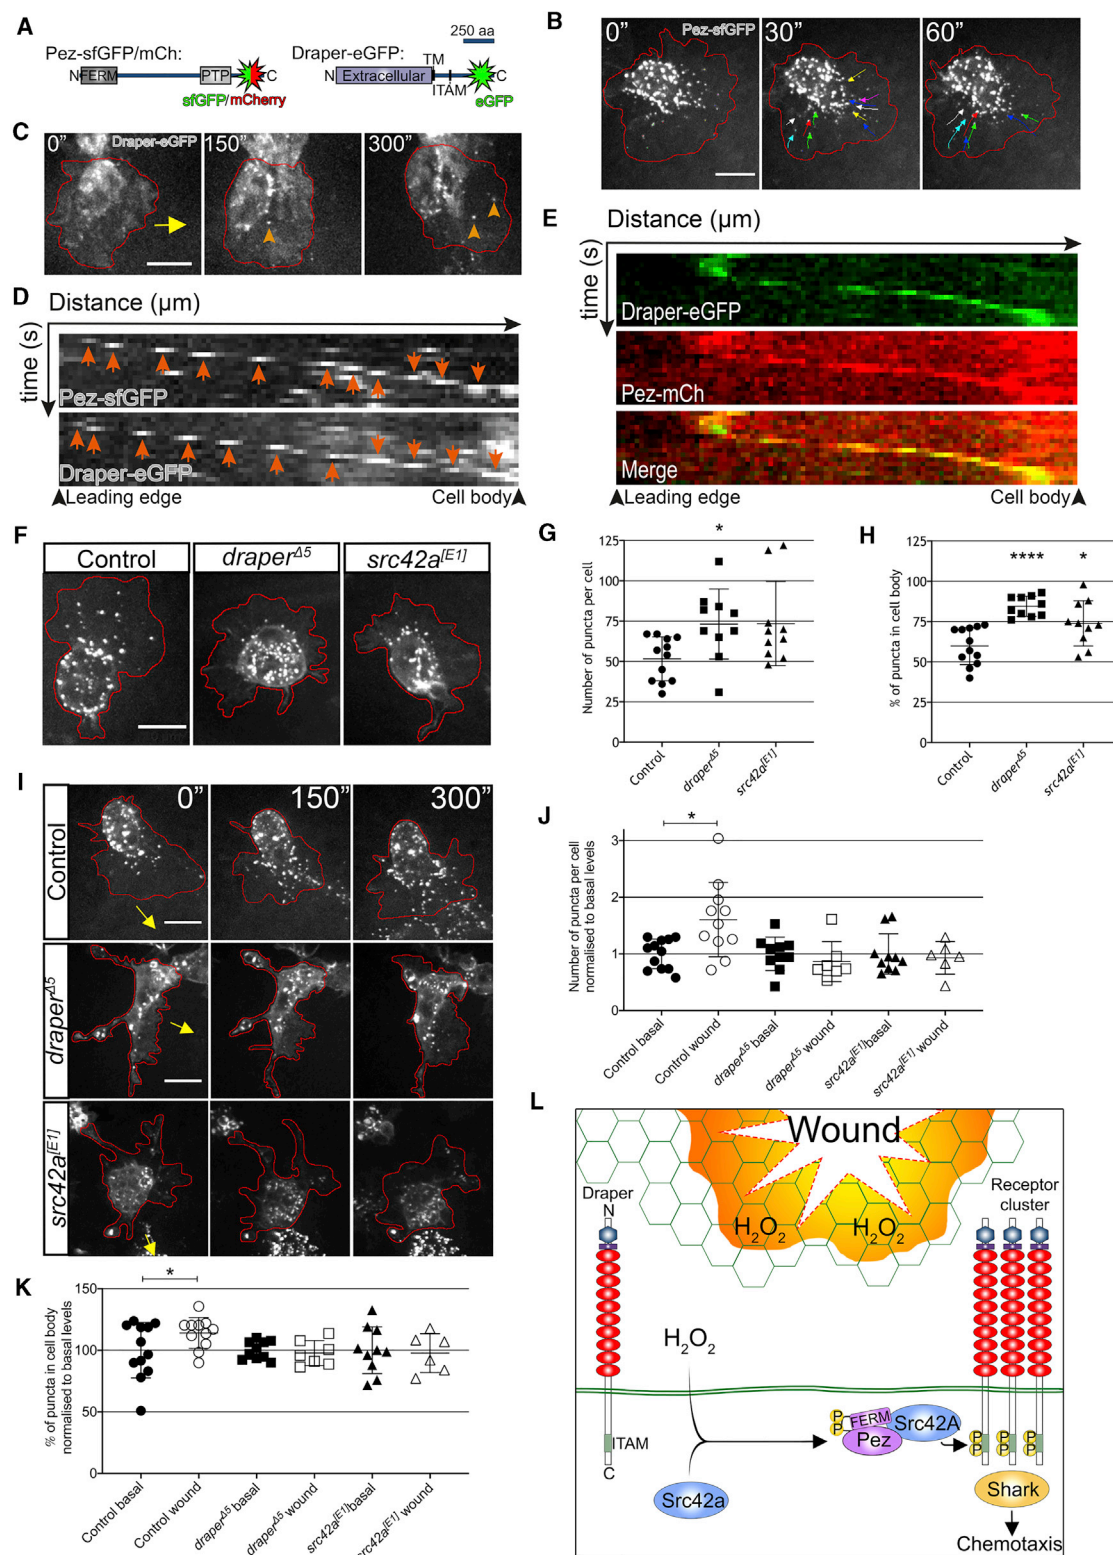 A
Pez-sfGFP/mCh:
N FERM PTP C
sfGFP/mCherry
Draper-eGFP:
250 aa
TM
N Extracellular C
ITAM
eGFP
B
0” 30” 60”
Pez-sfGFP
C
0” 150” 300”
Draper-eGFP
D
Distance (µm)
time (s)
Pez-sfGFP
Draper-eGFP
Leading edge Cell body
E
Distance (µm)
time (s)
Draper-eGFP
Pez-mCh
Merge
Leading edge Cell body
F
Control draperΔ5 src42a[E1]
G
Number of puncta per cell
125
100
75
50
25
0
*
Control draperΔ5 src42a[E1]
H
% of puncta in cell body
125
100
75
50
25
0
**** *
Control draperΔ5 src42a[E1]
I
0” 150” 300”
Control
draperΔ5
src42a[E1]
J
Number of puncta per cell
normalised to basal levels
3
2
1
0
*
Control basal
Control wound
draperΔ5 basal
draperΔ5 wound
src42a[E1]basal
src42a[E1] wound
K
% of puncta in cell body
normalised to basal levels
150
100
50
0
*
Control basal
Control wound
draperΔ5 basal
draperΔ5 wound
src42a[E1]basal
src42a[E1] wound
L
Wound
H2O2 H2O2
Draper
N
Receptor
cluster
H2O2
ITAM
C
Src42a
P
P
FERM
Pez
Src42A
P
P
P
P
P
P
Shark
Chemotaxis